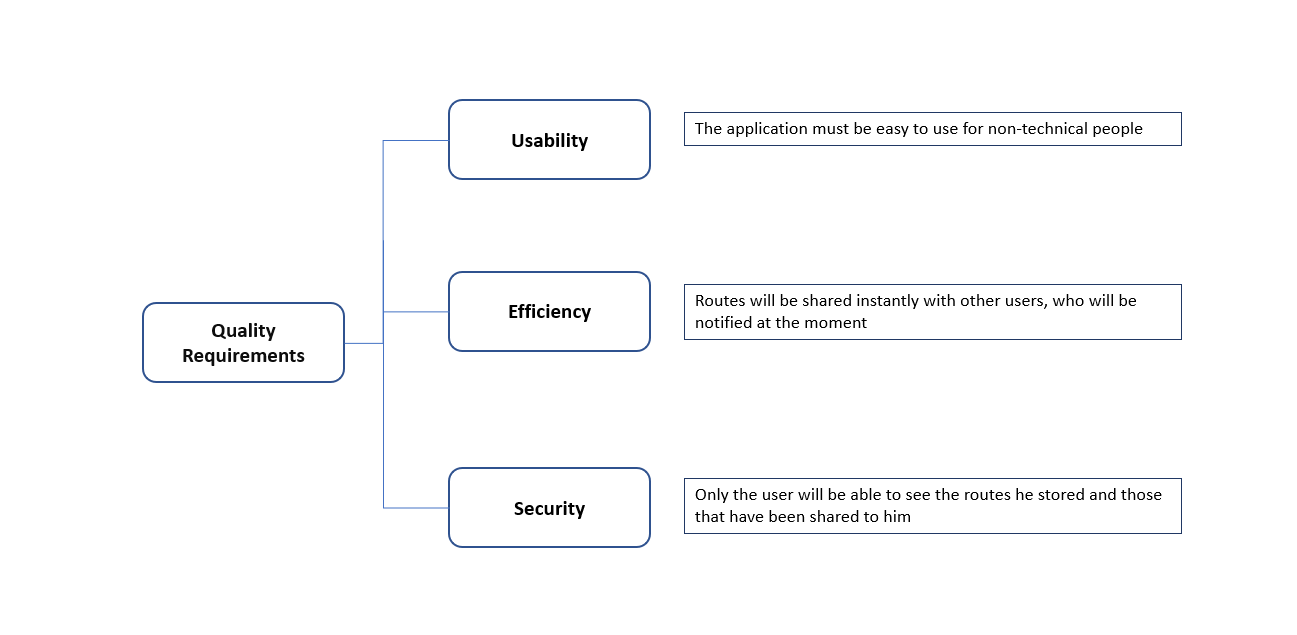 Usability
The application must be easy to use for non-technical people
Quality
Requirements
Efficiency
Routes will be shared instantly with other users, who will be
notified at the moment
Security
Only the user will be able to see the routes he stored and those
that have been shared to him